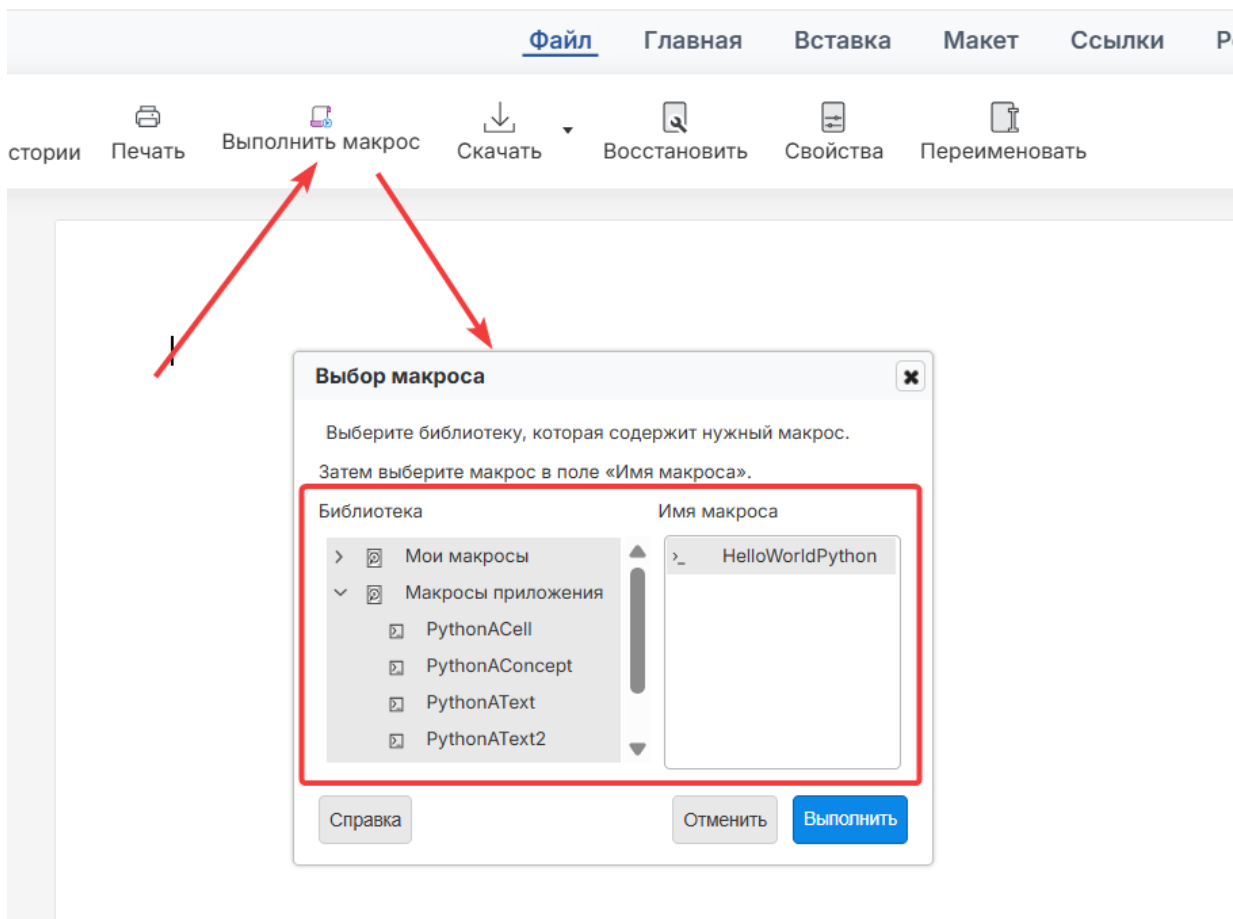 Файл Главная Вставка Макет Ссылки Р
стории Печать Выполнить макрос Скачать Восстановить Свойства Переименовать
Выбор макроса
Выберите библиотеку, которая содержит нужный макрос.
Затем выберите макрос в поле «Имя макроса».
Библиотека Имя макроса
Мои макросы HelloWorldPython
Макросы приложения
PythonACell
PythonAConcept
PythonAText
PythonAText2
Справка Отменить Выполнить